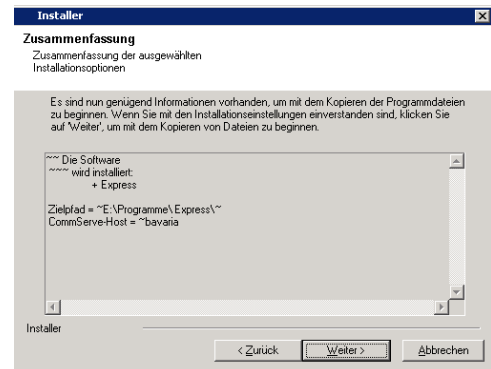 Installer
Zusammenfassung
Zusammenfassung der ausgewählten
Installationsoptionen
Es sind nun genügend Informationen vorhanden, um mit dem Kopieren der Programmdateien
zu beginnen. Wenn Sie mit den Installationseinstellungen einverstanden sind, klicken Sie
auf 'Weiter', um mit dem Kopieren von Dateien zu beginnen.
~~ Die Software
~~~ wird installiert:
+ Express
Zielpfad = ~E:\Programme\Express\~
CommServe-Host = ~bavaria
Installer
< Zurück
Weiter >
Abbrechen